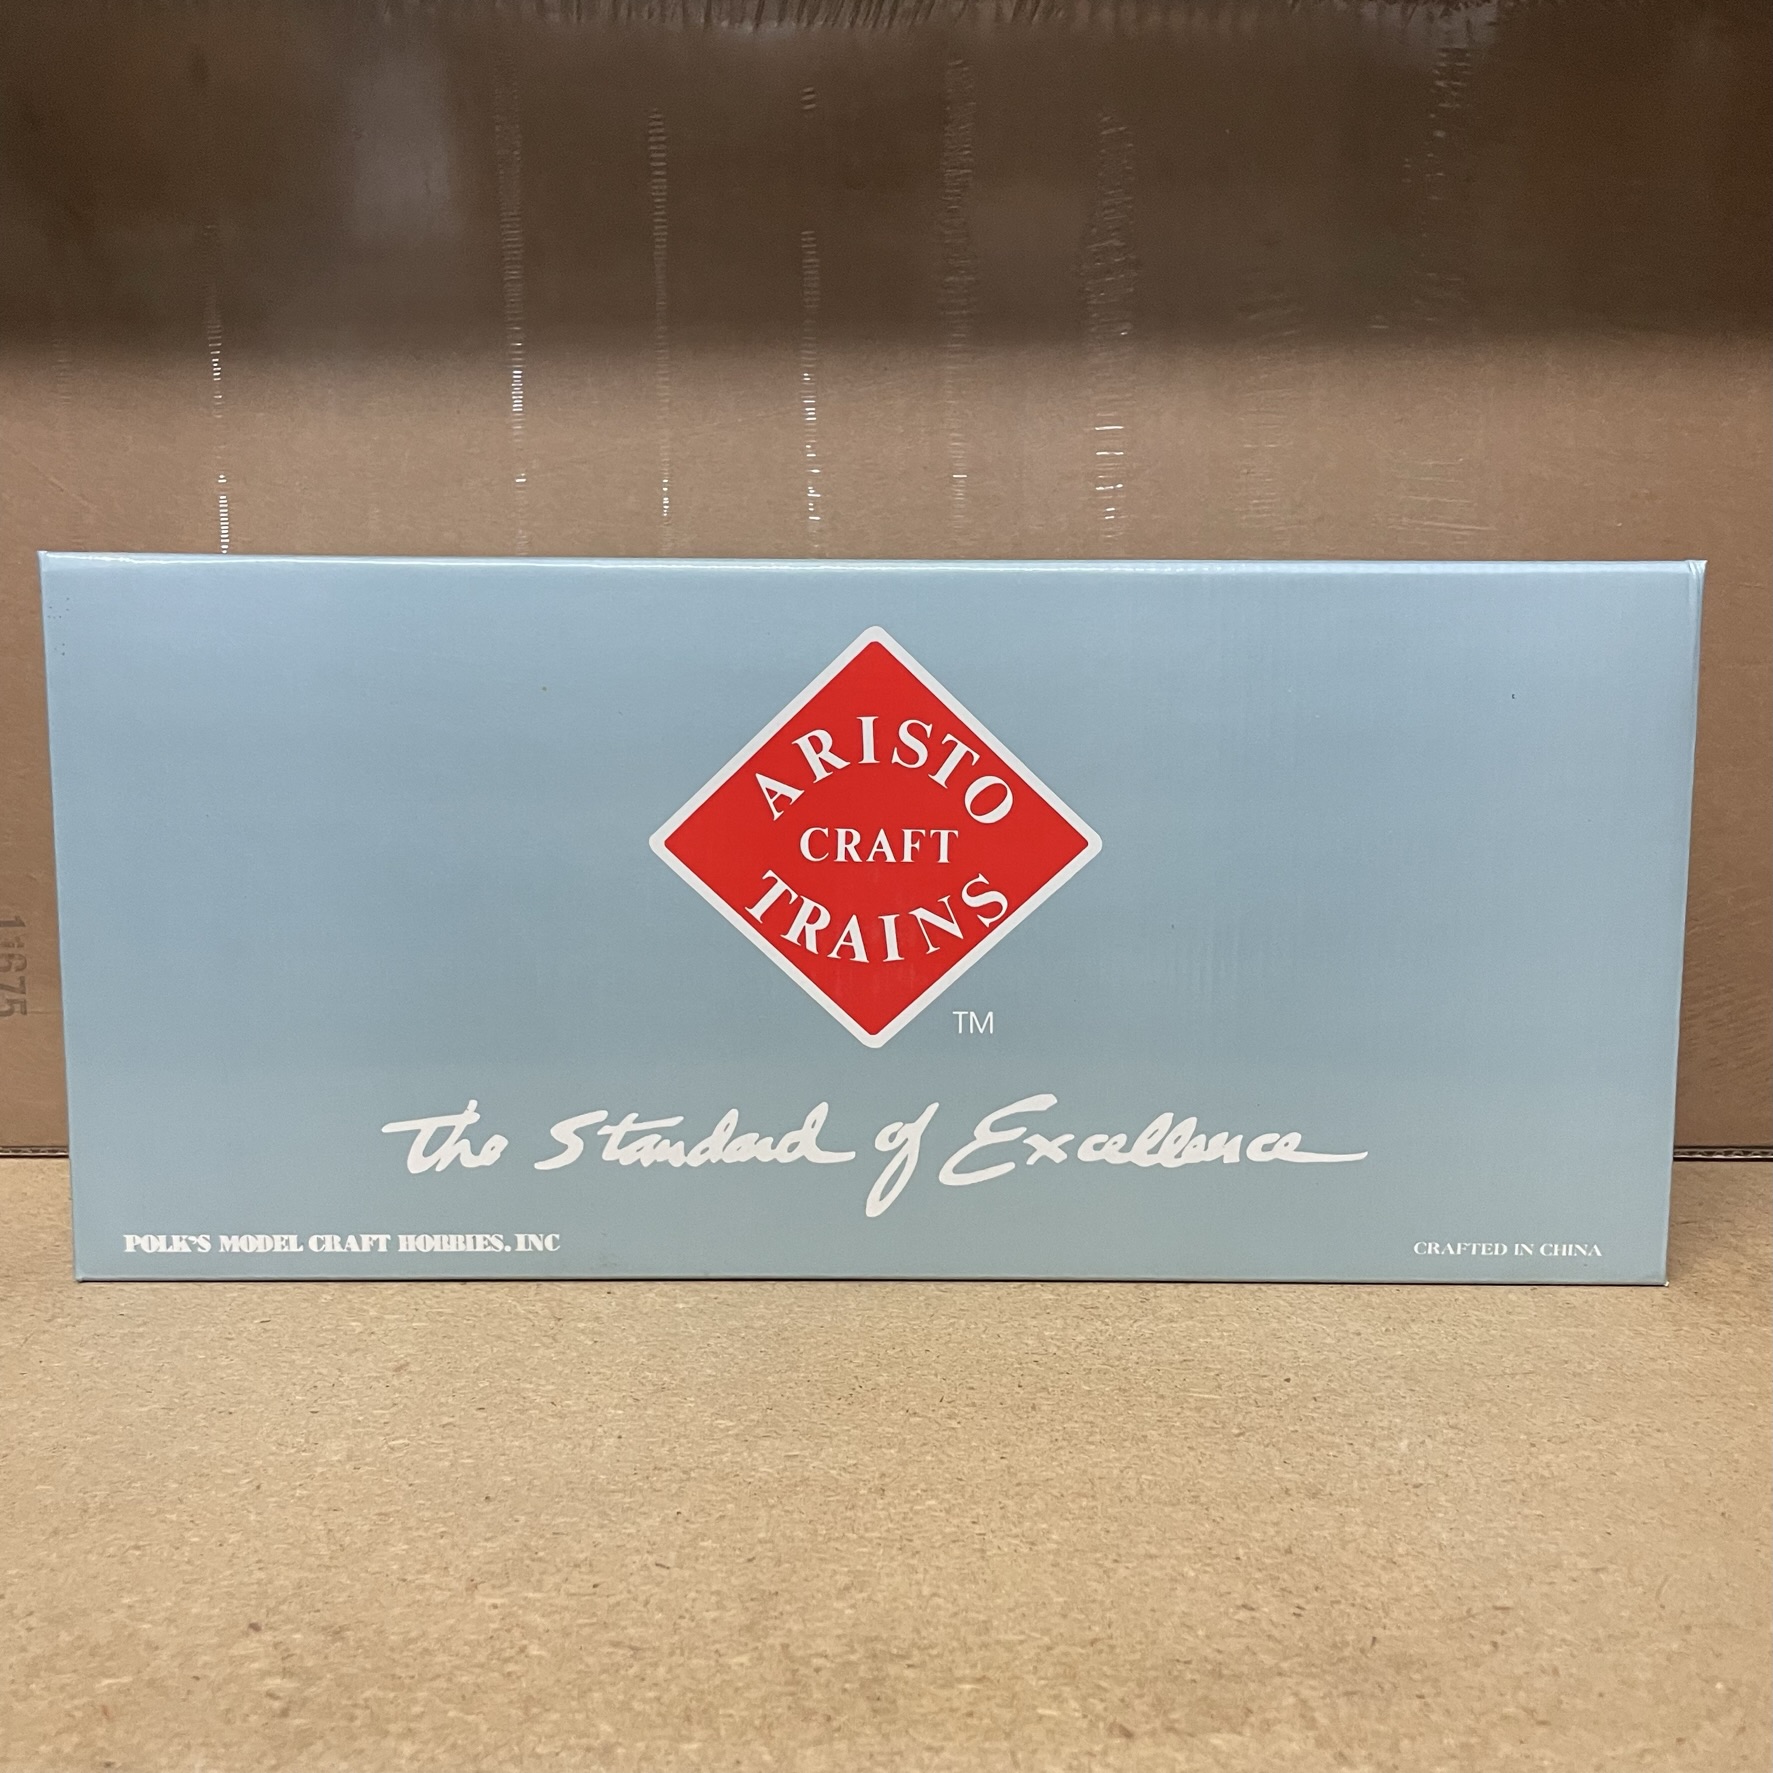 ARISTO
CRAFT
TRAINS
TM
The Standard of Excellence
POLK'S MODEL CRAFT HOBBIES. INC
CRAFTED IN CHINA